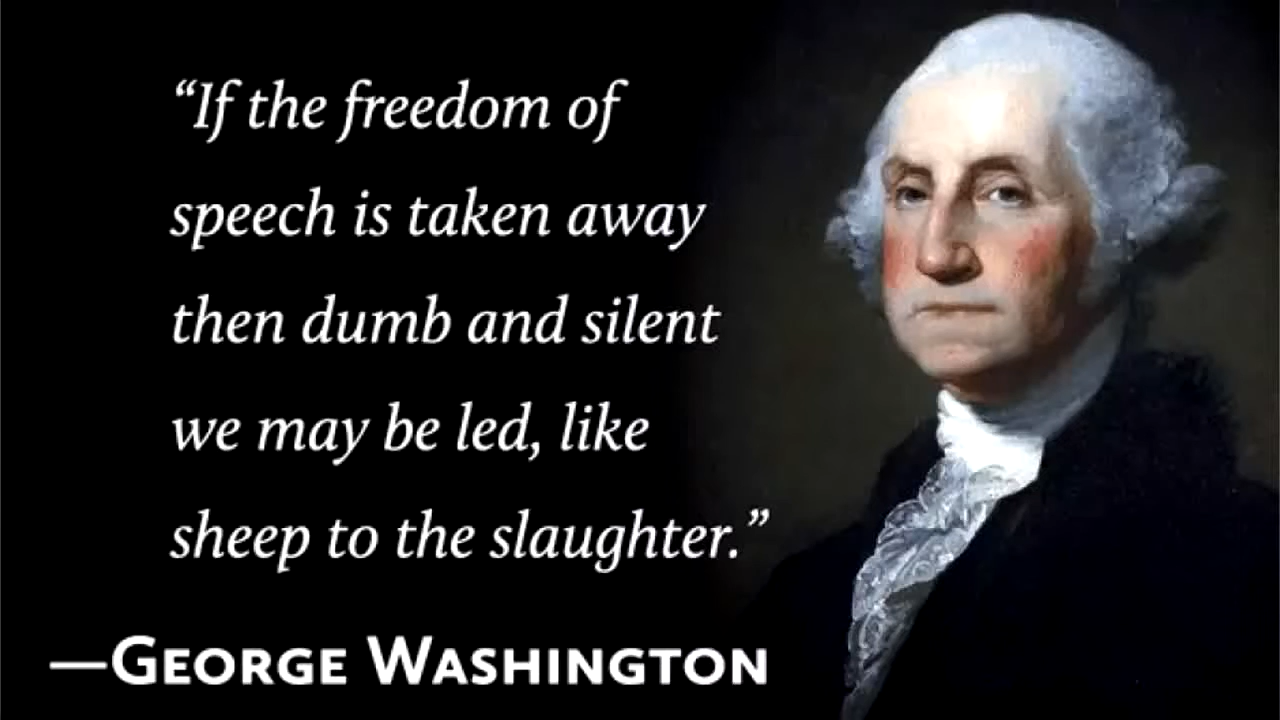 “If the freedom of
speech is taken away
then dumb and silent
we may be led, like
sheep to the slaughter.”
—George Washington